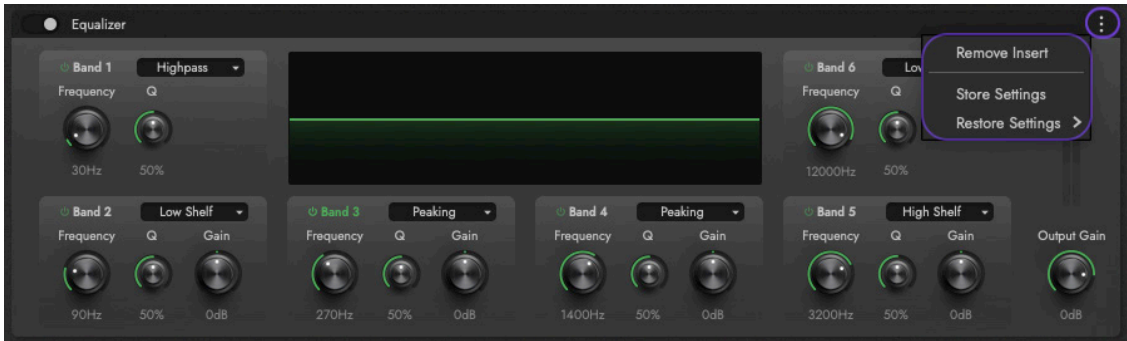 Equalizer
Band 1 Highpass
Frequency Q
30Hz 50%
Band 6
Frequency Q
12000Hz 50%
Remove Insert
Store Settings
Restore Settings
Band 2 Low Shelf
Frequency Q Gain
90Hz 50% 0dB
Band 3 Peaking
Frequency Q Gain
270Hz 50% 0dB
Band 4 Peaking
Frequency Q Gain
1400Hz 50% 0dB
Band 5 High Shelf
Frequency Q Gain
3200Hz 50% 0dB
Output Gain
0dB